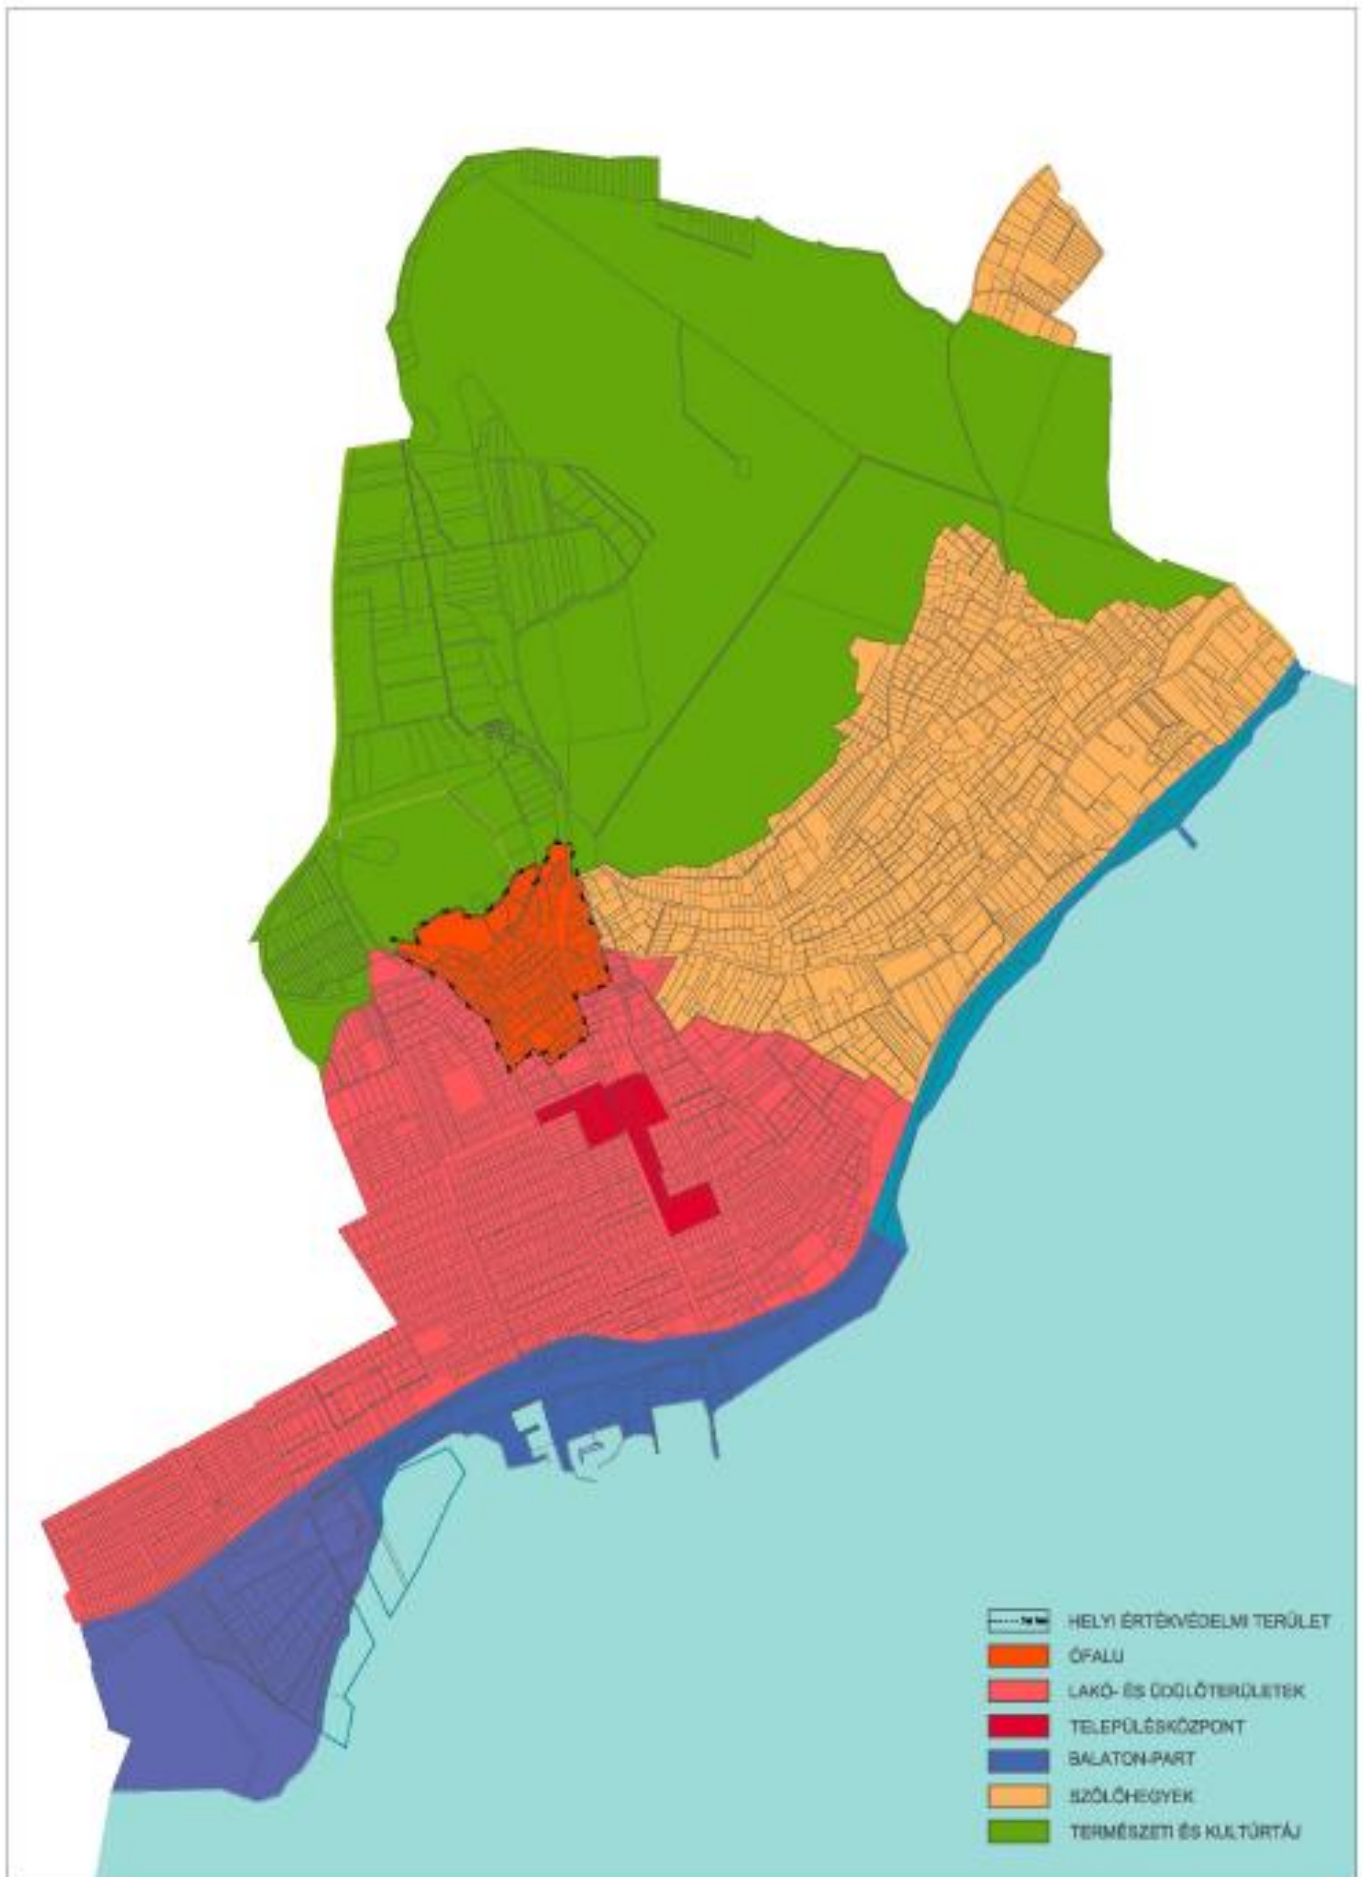 HELYI ÉRTÉKVÉDELMI TERÜLET
ÓFALU
LAKÓ- ÉS ÜDÜLŐTERÜLETEK
TELEPÜLÉSKÖZPONT
BALATON-PART
SZŐLŐHEGYEK
TERMÉSZETI ÉS KULTÚRTÁJ